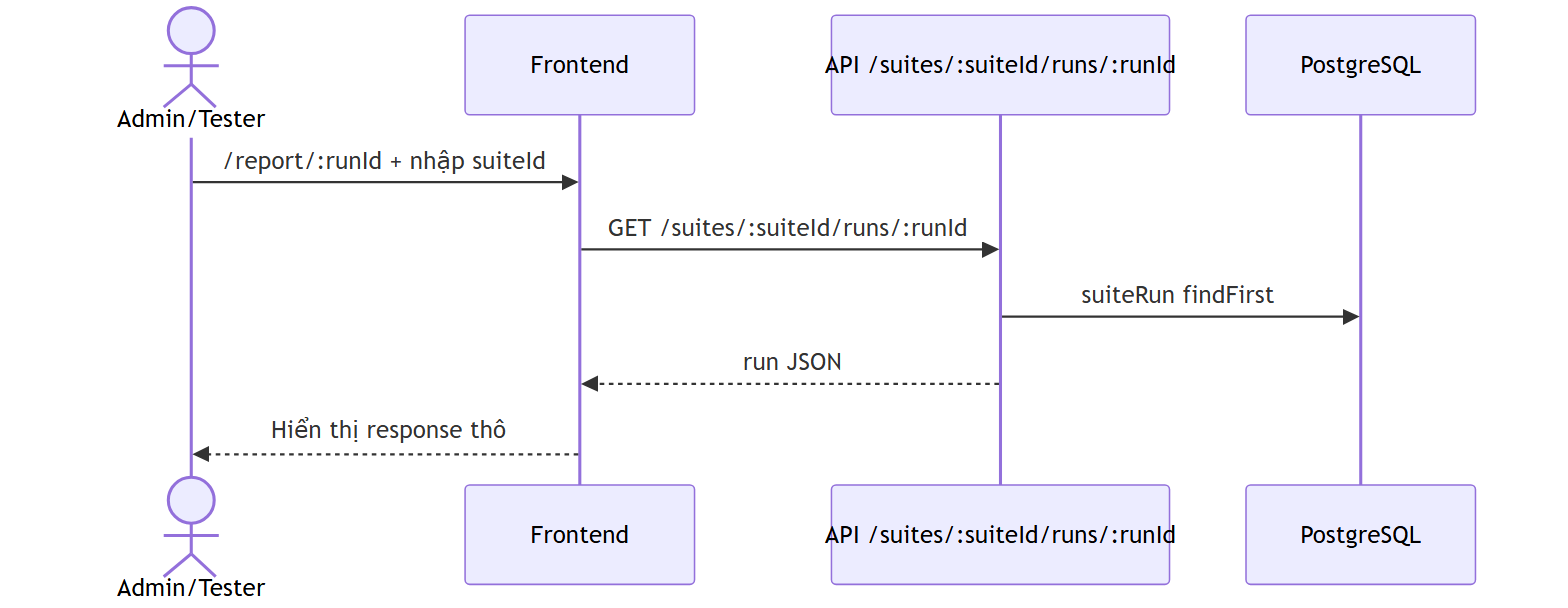 Frontend
API /suites/:suiteId/runs/:runId
PostgreSQL
Admin/Tester
/report/:runId + nhập suiteId
GET /suites/:suiteId/runs/:runId
suiteRun findFirst
run JSON
Hiển thị response thô
Frontend
API /suites/:suiteId/runs/:runId
PostgreSQL
Admin/Tester